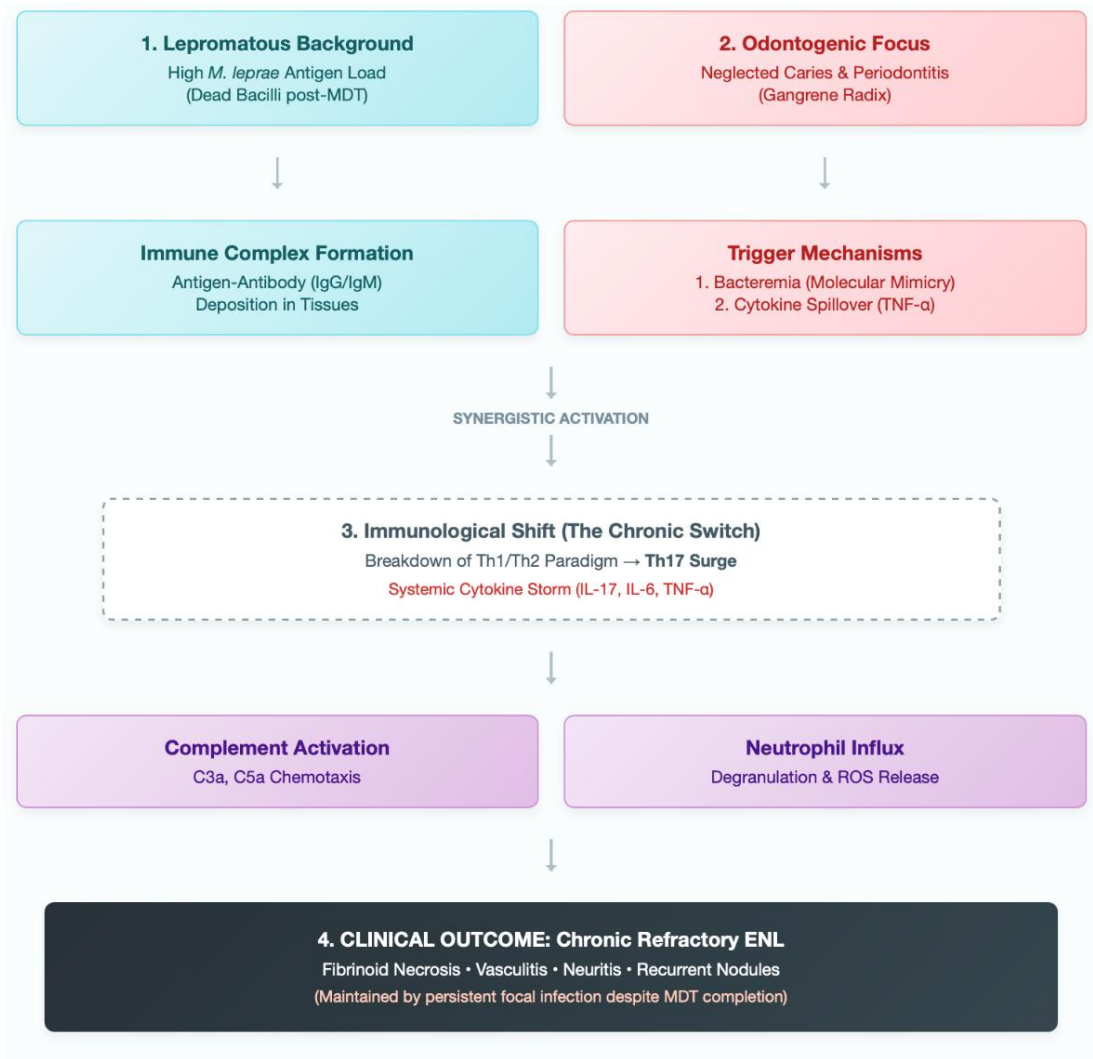 1. Lepromatous Background
High M. leprae Antigen Load
(Dead Bacilli post-MDT)
2. Odontogenic Focus
Neglected Caries & Periodontitis
(Gangrene Radix)
Immune Complex Formation
Antigen-Antibody (IgG/IgM)
Deposition in Tissues
Trigger Mechanisms
1. Bacteremia (Molecular Mimicry)
2. Cytokine Spillover (TNF-α)
SYNERGISTIC ACTIVATION
3. Immunological Shift (The Chronic Switch)
Breakdown of Th1/Th2 Paradigm → Th17 Surge
Systemic Cytokine Storm (IL-17, IL-6, TNF-α)
Complement Activation
C3a, C5a Chemotaxis
Neutrophil Influx
Degranulation & ROS Release
4. CLINICAL OUTCOME: Chronic Refractory ENL
Fibrinoid Necrosis • Vasculitis • Neuritis • Recurrent Nodules
(Maintained by persistent focal infection despite MDT completion)